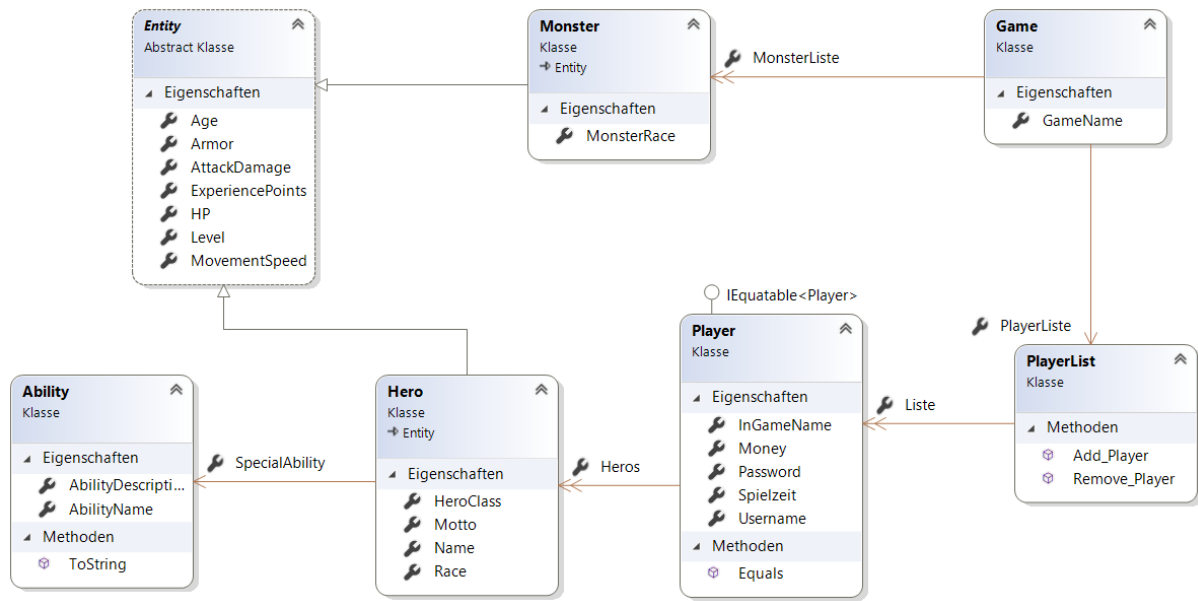 Entity
Abstract Klasse
Eigenschaften
Age
Armor
AttackDamage
ExperiencePoints
HP
Level
MovementSpeed
Monster
Klasse
Entity
Eigenschaften
MonsterRace
MonsterListe
Game
Klasse
Eigenschaften
GameName
PlayerListe
PlayerList
Klasse
Methoden
Add_Player
Remove_Player
Liste
IEquatable<Player>
Player
Klasse
Eigenschaften
InGameName
Money
Password
Spielzeit
Username
Methoden
Equals
Heros
Hero
Klasse
Entity
Eigenschaften
HeroClass
Motto
Name
Race
SpecialAbility
Ability
Klasse
Eigenschaften
AbilityDescripti...
AbilityName
Methoden
ToString